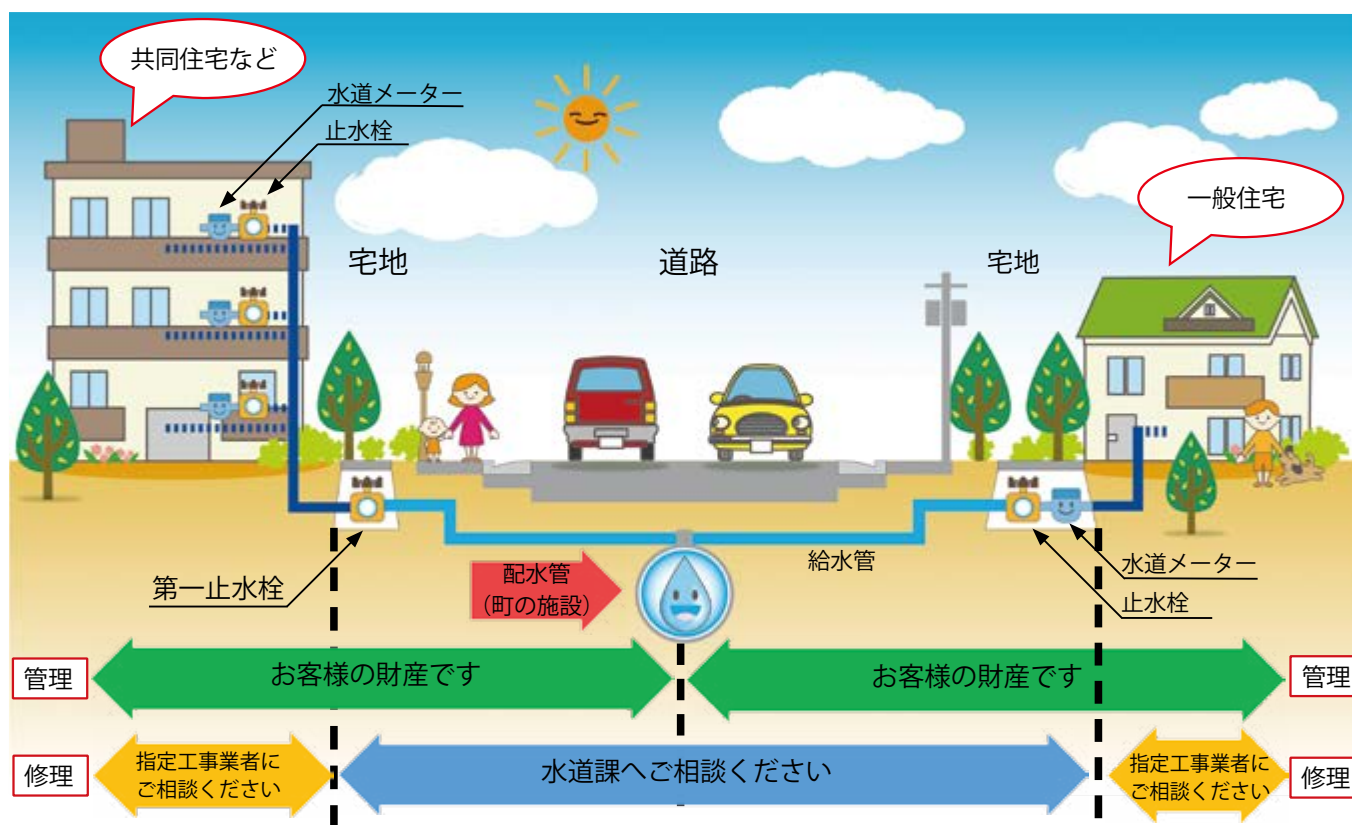 共同住宅など
水道メーター
止水栓
一般住宅
宅地
道路
宅地
第一止水栓
配水管
(町の施設)
給水管
水道メーター
止水栓
管理
お客様の財産です
お客様の財産です
管理
修理
指定工事業者に
ご相談ください
水道課へご相談ください
指定工事業者に
ご相談ください
修理